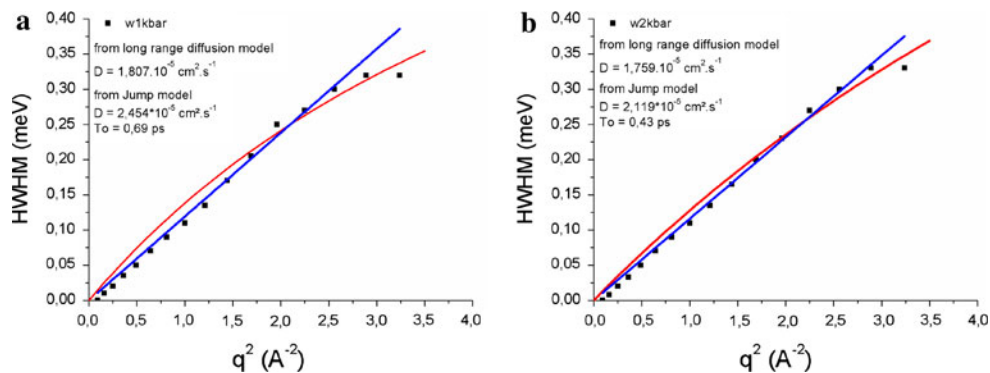 a
0,40
0,35
0,30
0,25
0,20
0,15
0,10
0,05
0,00
HWHM (meV)
w1kbar
from long range diffusion model
D = 1,807.10⁻⁵ cm².s⁻¹
from Jump model
D = 2,454*10⁻⁵ cm².s⁻¹
To = 0,69 ps
0,0 0,5 1,0 1,5 2,0 2,5 3,0 3,5 4,0
q² (A⁻²)
b
0,40
0,35
0,30
0,25
0,20
0,15
0,10
0,05
0,00
HWHM (meV)
w2kbar
from long range diffusion model
D = 1,759.10⁻⁵ cm².s⁻¹
from Jump model
D = 2,119*10⁻⁵ cm².s⁻¹
To = 0,43 ps
0,0 0,5 1,0 1,5 2,0 2,5 3,0 3,5 4,0
q² (A⁻²)